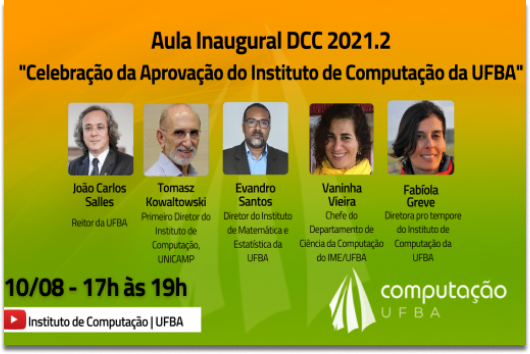 Aula Inaugural DCC 2021.2
"Celebração da Aprovação do Instituto de Computação da UFBA"
João Carlos
Salles
Reitor da UFBA
Tomasz
Kowaltowski
Primeiro Diretor do
Instituto de
Computação,
UNICAMP
Evandro
Santos
Diretor do Instituto
de Matemática e
Estatística da
UFBA
Vaninha
Vieira
Chefe do
Departamento de
Ciência da Computação
do IME/UFBA
Fabíola
Greve
Diretora pro tempore
do Instituto de
Computação da
UFBA
10/08 - 17h às 19h
Instituto de Computação | UFBA
computação
UFBA